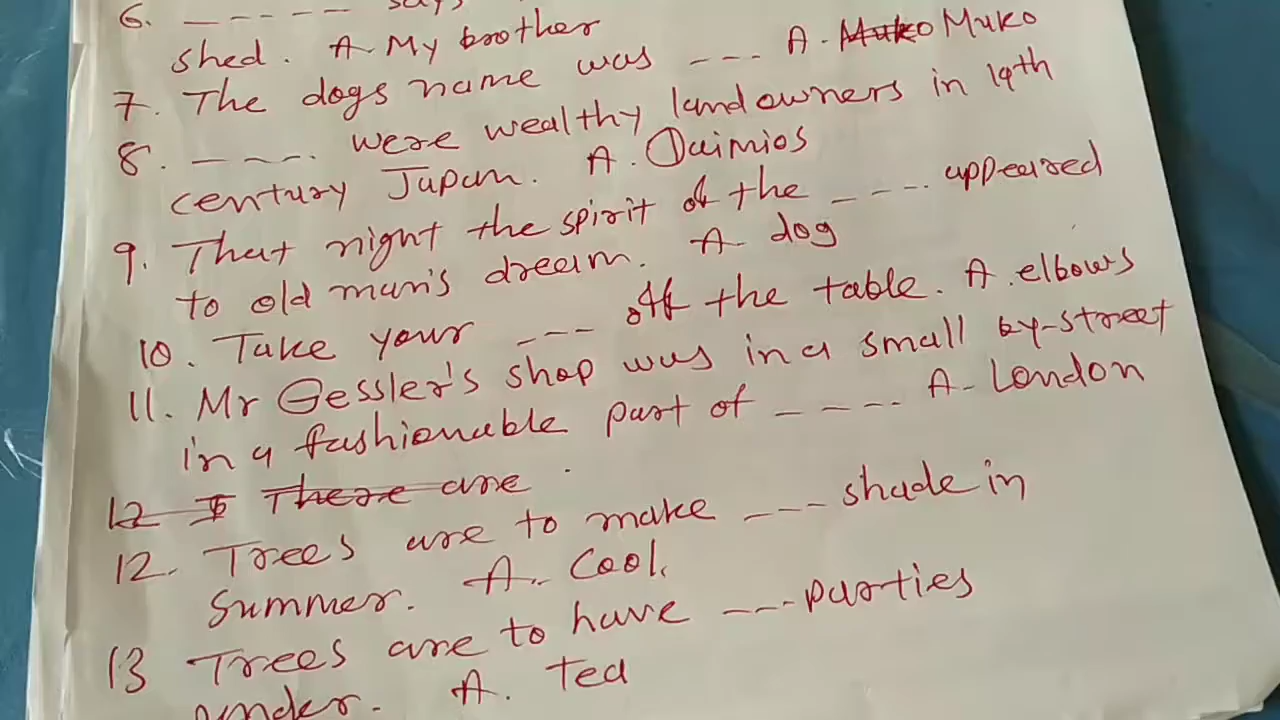 6. _ _ _ _ _ says
shed. A. My brother
7. The dogs name was _ _ _ A. Muko Muko
8. _ _ _ _. were wealthy landowners in 19th
century Japan. A. Daimios
9. That night the spirit of the _ _ _ _. appeared
to old man's dream. A dog
10. Take your _ _ _ off the table. A. elbows
11. Mr Gessler's shop was in a small by-street
in a fashionable part of _ _ _ _. A- London
12 I There are
12. Trees are to make _ _ _ shade in
Summer. A. Cool.
13 Trees are to have _ _ _ parties
under. A. Tea